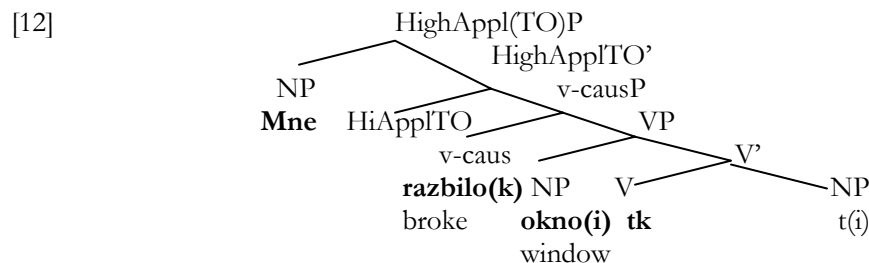 [12] HighAppl(TO)P
HighApplTO’
NP v-causP
Mne HiApplTO VP
v-caus V’
razbilo(k) NP V NP
broke okno(i) tk t(i)
window